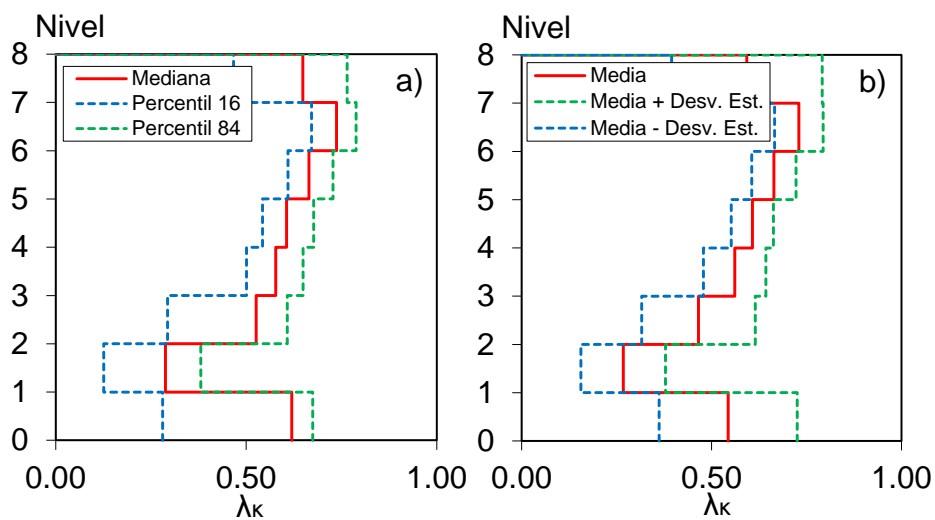 Nivel
8
7
6
5
4
3
2
1
0
Mediana
Percentil 16
Percentil 84
a)
0.00
0.50
1.00
λκ
Nivel
8
7
6
5
4
3
2
1
0
Media
Media + Desv. Est.
Media - Desv. Est.
b)
0.00
0.50
1.00
λκ